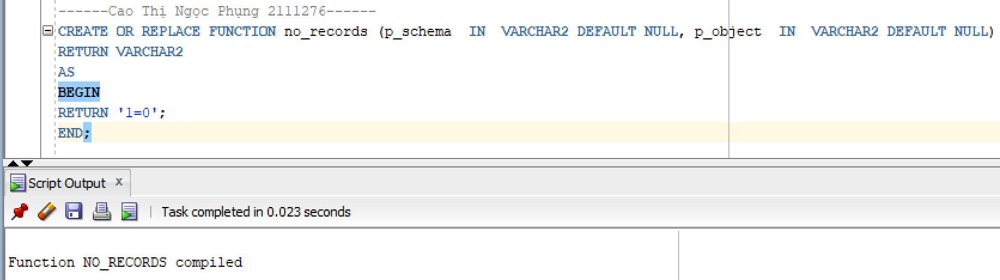 ------Cao Thị Ngọc Phụng 2111276------
CREATE OR REPLACE FUNCTION no_records (p_schema  IN  VARCHAR2 DEFAULT NULL, p_object  IN  VARCHAR2 DEFAULT NULL)
RETURN VARCHAR2
AS
BEGIN
RETURN '1=0';
END;
Script Output x
Task completed in 0.023 seconds
Function NO_RECORDS compiled